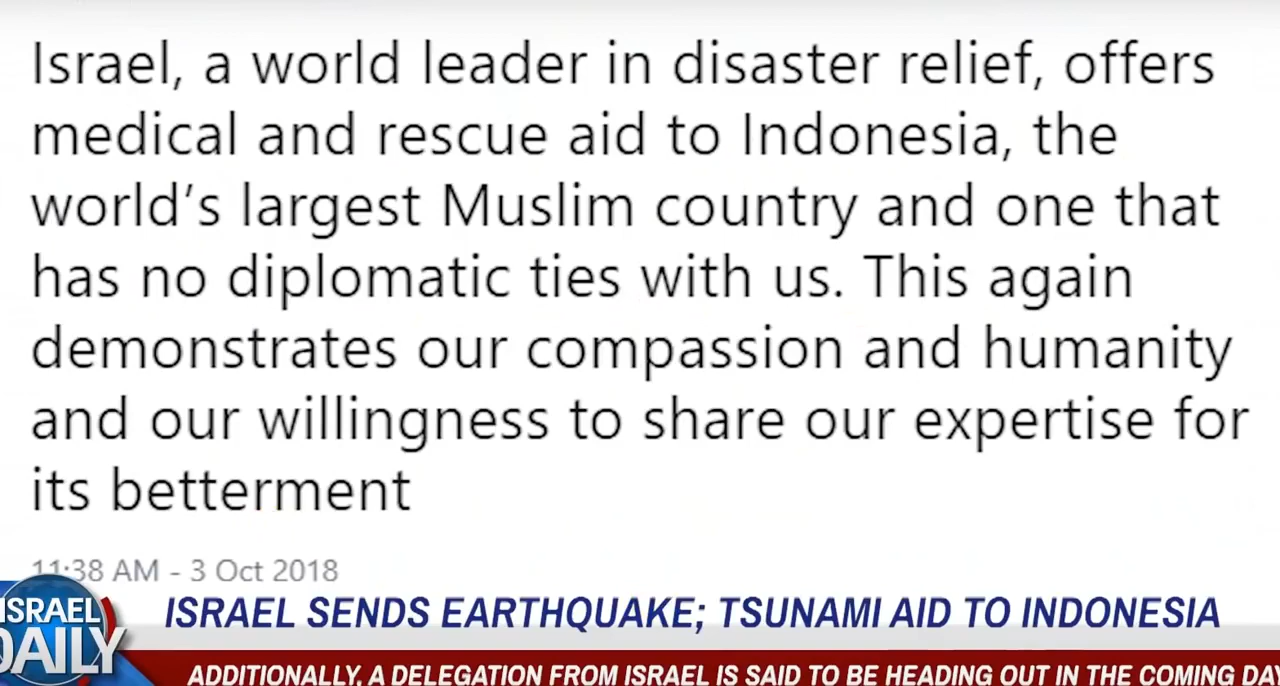 Israel, a world leader in disaster relief, offers
medical and rescue aid to Indonesia, the
world's largest Muslim country and one that
has no diplomatic ties with us. This again
demonstrates our compassion and humanity
and our willingness to share our expertise for
its betterment
11:38 AM - 3 Oct 2018
ISRAEL
DAILY
ISRAEL SENDS EARTHQUAKE; TSUNAMI AID TO INDONESIA
ADDITIONALLY, A DELEGATION FROM ISRAEL IS SAID TO BE HEADING OUT IN THE COMING DA